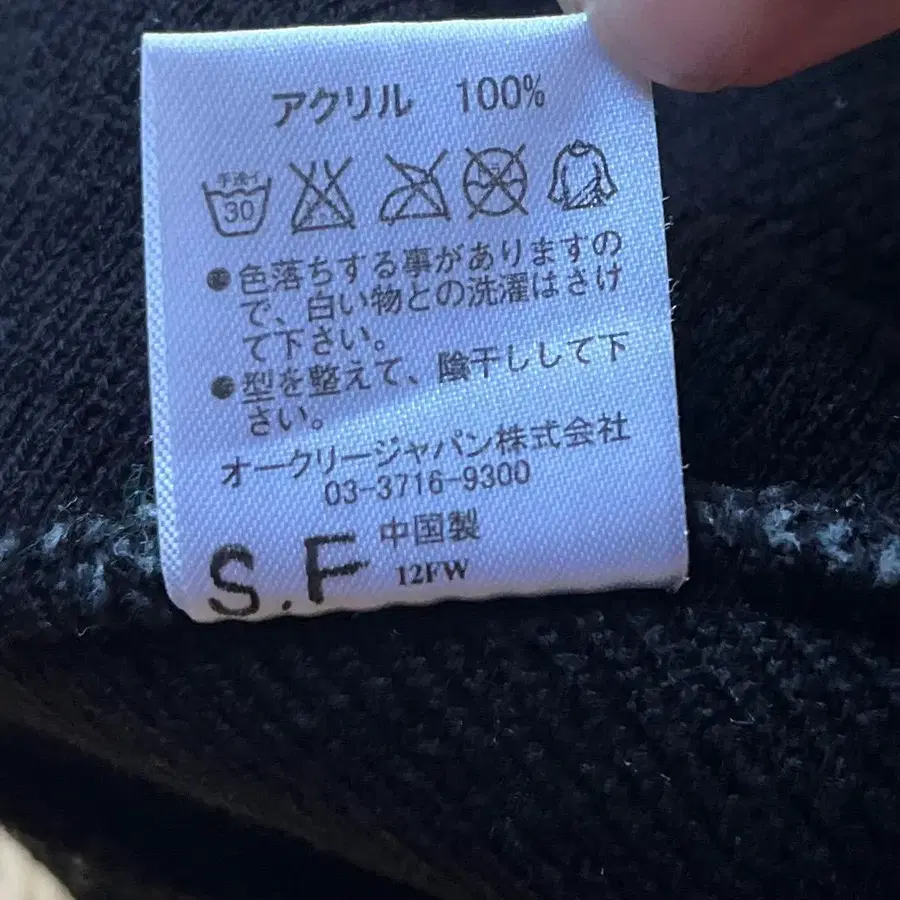 アクリル 100%
手洗イ
30
●色落ちする事がありますの
で、白い物との洗濯はさけ
て下さい。
●型を整えて、陰干しして下
さい。
オークリージャパン株式会社
03-3716-9300
中国製
S.F 12FW